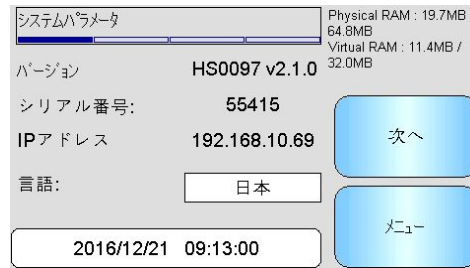 システムパラメータ
Physical RAM : 19.7MB
64.8MB
Virtual RAM : 11.4MB /
32.0MB
バージョン HS0097 v2.1.0
シリアル番号: 55415
IPアドレス 192.168.10.69
次へ
言語: 日本
メニュー
2016/12/21 09:13:00